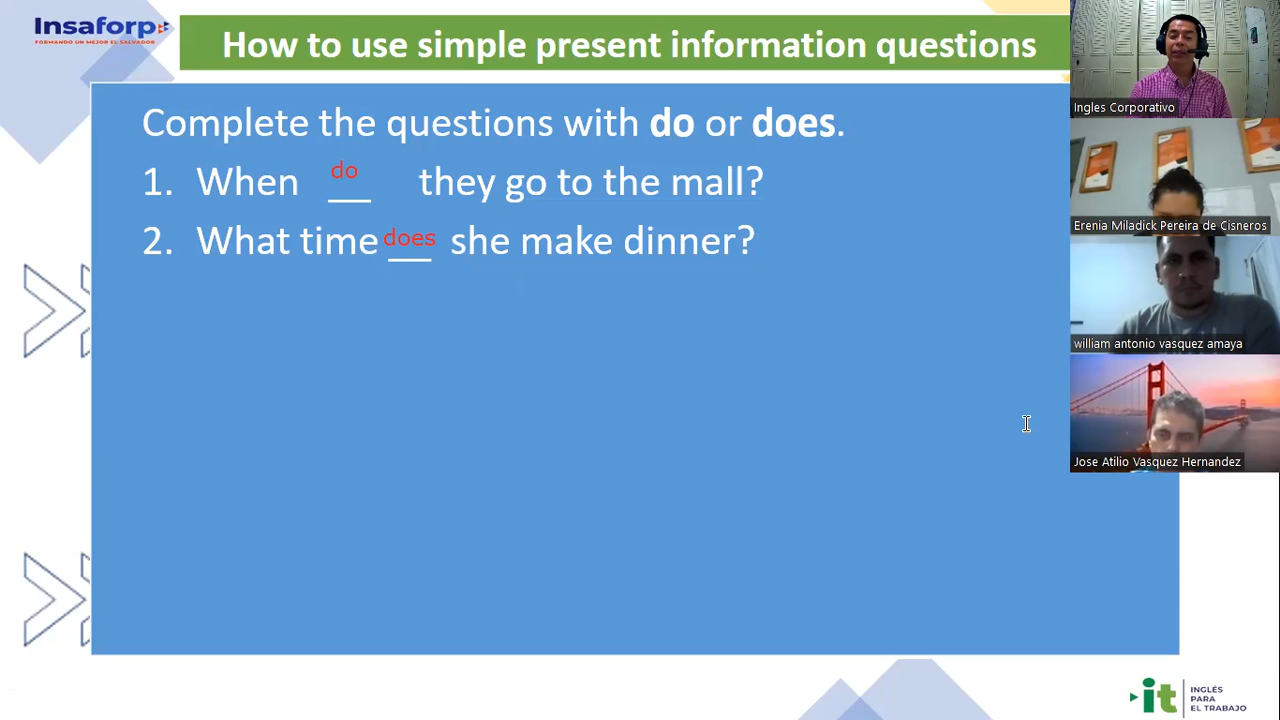 Insaforp
FORMANDO UN MEJOR EL SALVADOR
How to use simple present information questions
Complete the questions with do or does.
1. When do they go to the mall?
2. What time does she make dinner?
Ingles Corporativo
Erenia Miladick Pereira de Cisneros
william antonio vasquez amaya
Jose Atilio Vasquez Hernandez
it
INGLÉS
PARA
EL TRABAJO